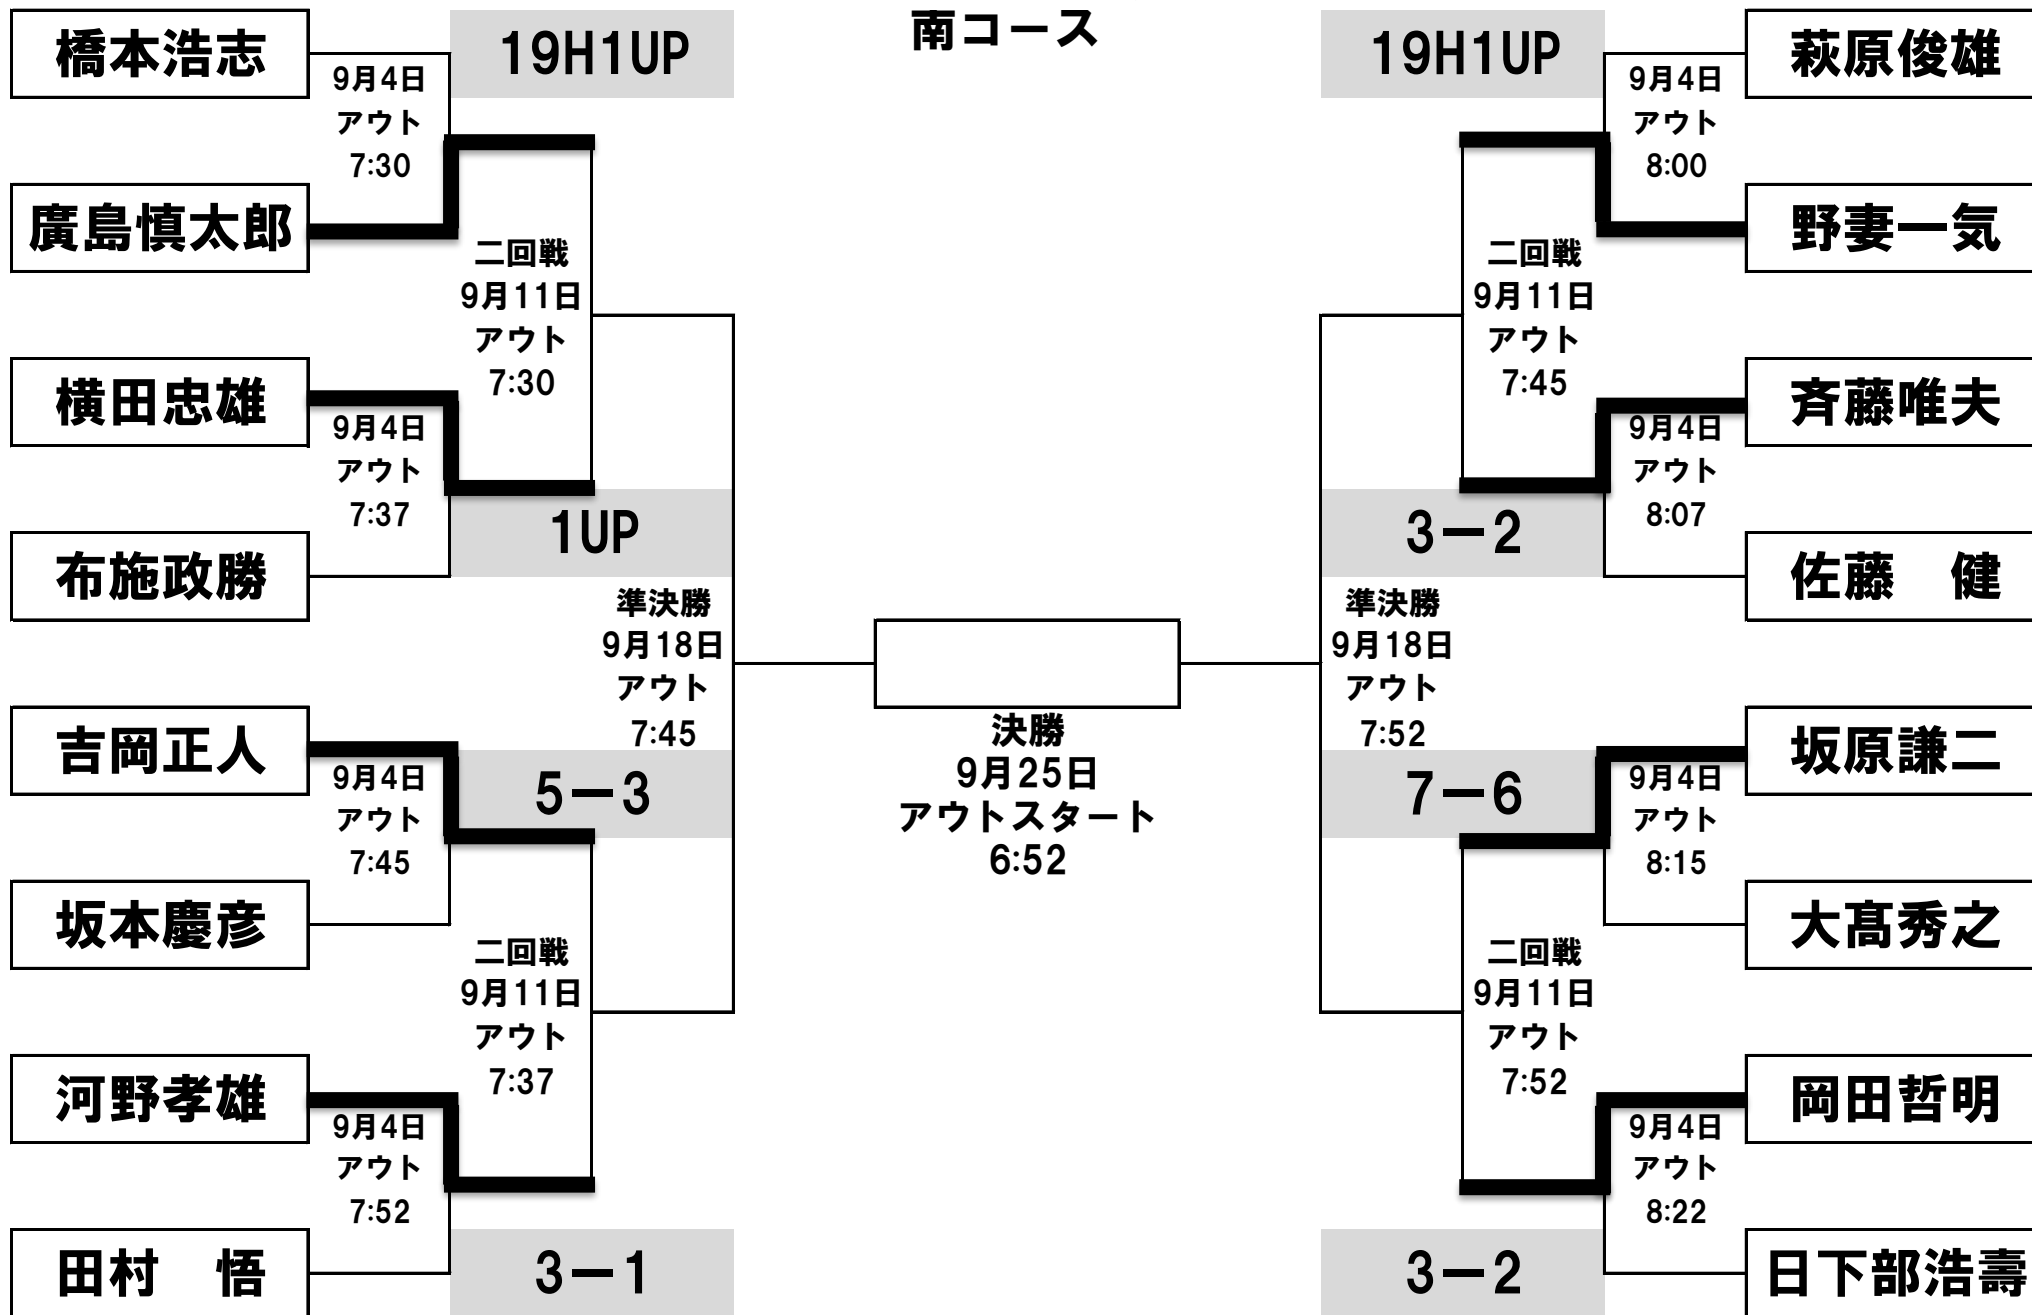 南コース
橋本浩志
19H1UP
9月4日
アウト
7:30
廣島慎太郎
二回戦
9月11日
アウト
7:30
横田忠雄
9月4日
アウト
7:37
1UP
布施政勝
準決勝
9月18日
アウト
7:45
吉岡正人
9月4日
アウト
7:45
5－3
坂本慶彦
二回戦
9月11日
アウト
7:37
河野孝雄
9月4日
アウト
7:52
田村　悟
3－1
決勝
9月25日
アウトスタート
6:52
19H1UP
萩原俊雄
9月4日
アウト
8:00
野妻一気
二回戦
9月11日
アウト
7:45
斉藤唯夫
9月4日
アウト
8:07
3－2
佐藤　健
準決勝
9月18日
アウト
7:52
坂原謙二
7－6
9月4日
アウト
8:15
大髙秀之
二回戦
9月11日
アウト
7:52
岡田哲明
9月4日
アウト
8:22
3－2
日下部浩壽